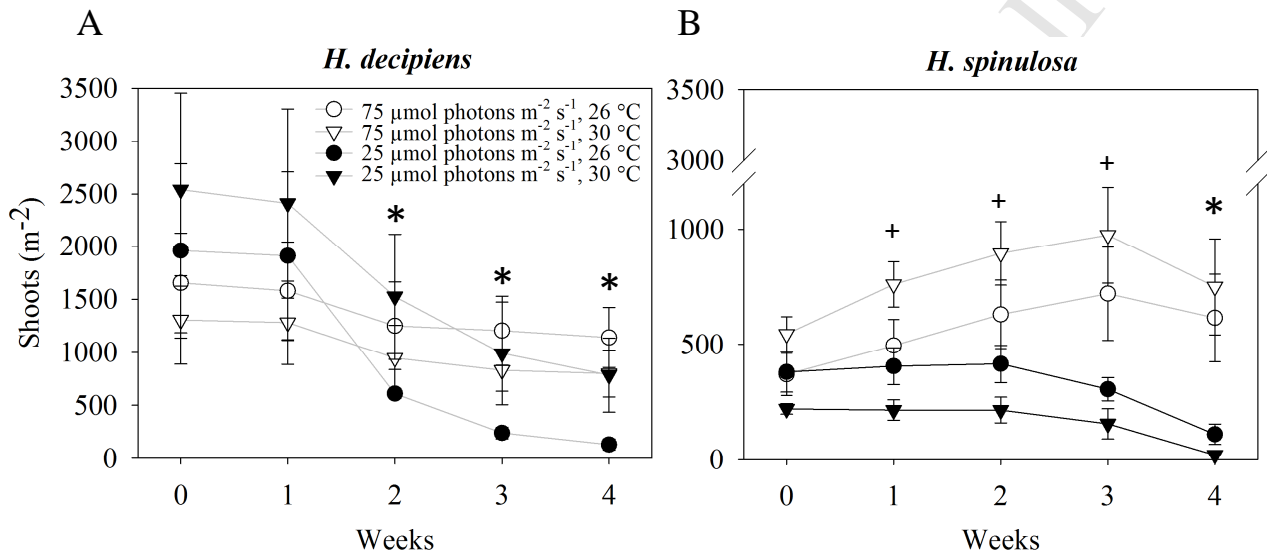 A
B
H. decipiens
H. spinulosa
3500
3000
2500
2000
1500
1000
500
0
Shoots (m-2)
75 µmol photons m-2 s-1, 26 °C
75 µmol photons m-2 s-1, 30 °C
25 µmol photons m-2 s-1, 26 °C
25 µmol photons m-2 s-1, 30 °C
*
*
*
0 1 2 3 4
Weeks
3500
3000
1000
500
0
+
+
+
*
0 1 2 3 4
Weeks